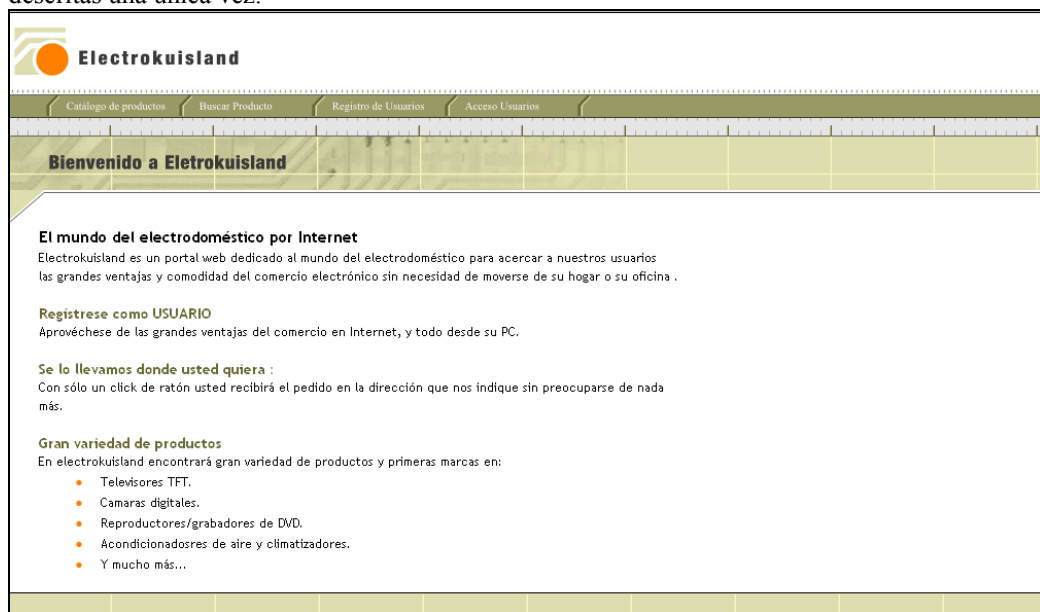 descritas una única vez.
Electrokuisland
Catálogo de productos Buscar Producto Registro de Usuarios Acceso Usuarios
Bienvenido a Eletrokuisland
El mundo del electrodoméstico por Internet
Electrokuisland es un portal web dedicado al mundo del electrodoméstico para acercar a nuestros usuarios
las grandes ventajas y comodidad del comercio electrónico sin necesidad de moverse de su hogar o su oficina .
Regístrese como USUARIO
Aprovéchese de las grandes ventajas del comercio en Internet, y todo desde su PC.
Se lo llevamos donde usted quiera :
Con sólo un click de ratón usted recibirá el pedido en la dirección que nos indique sin preocuparse de nada
más.
Gran variedad de productos
En electrokuisland encontrará gran variedad de productos y primeras marcas en:
• Televisores TFT.
• Camaras digitales.
• Reproductores/grabadores de DVD.
• Acondicionadosres de aire y climatizadores.
• Y mucho más...